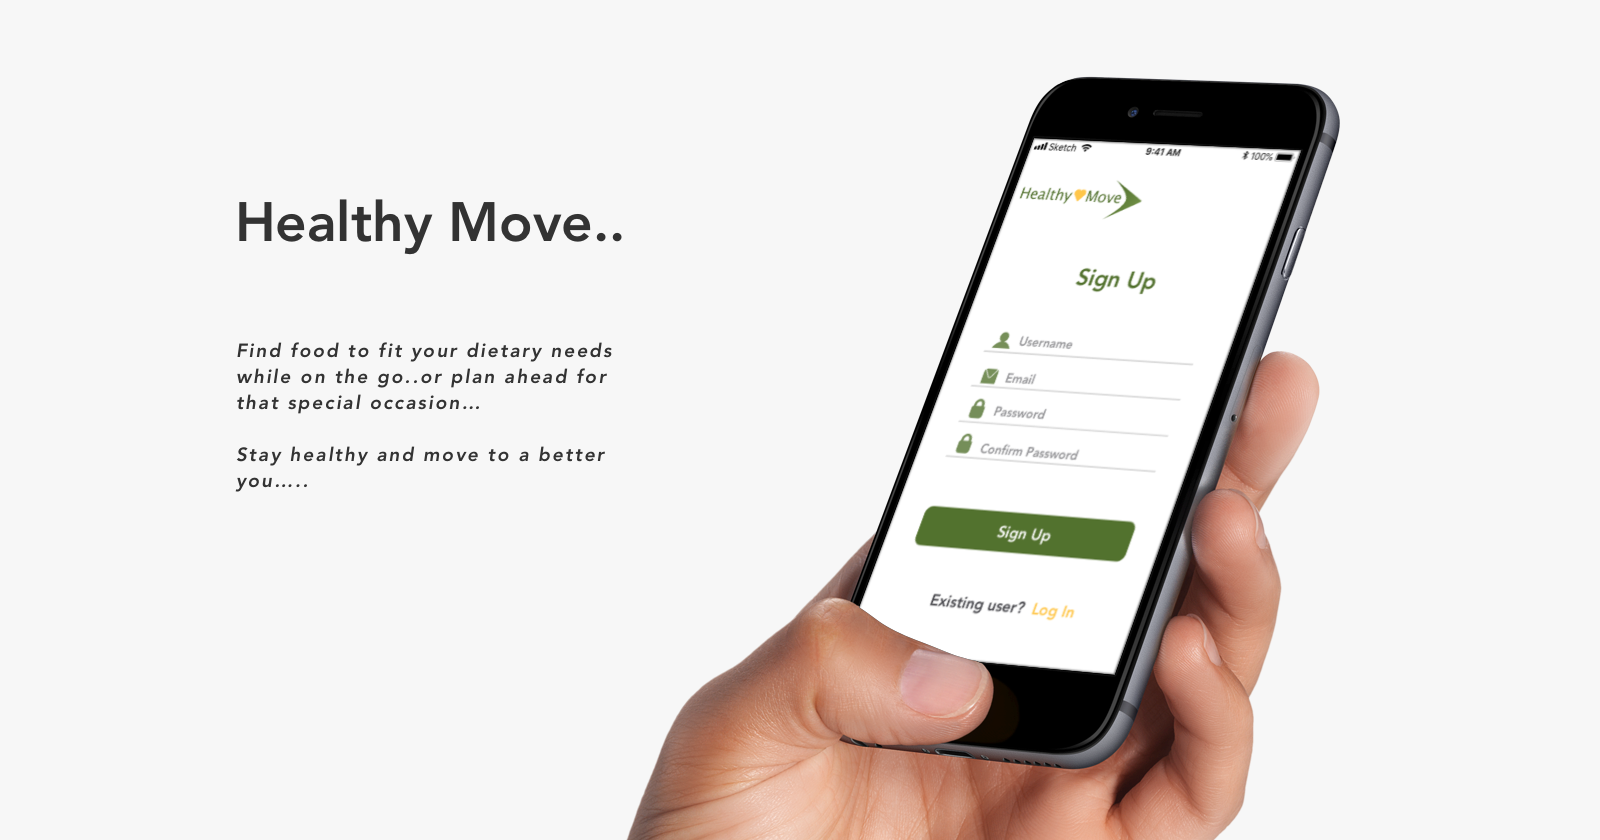 Healthy Move..
Find food to fit your dietary needs
while on the go..or plan ahead for
that special occasion...
Stay healthy and move to a better
you.....
Sketch 9:41 AM 100%
Healthy Move
Sign Up
Username
Email
Password
Confirm Password
Sign Up
Existing user? Log In